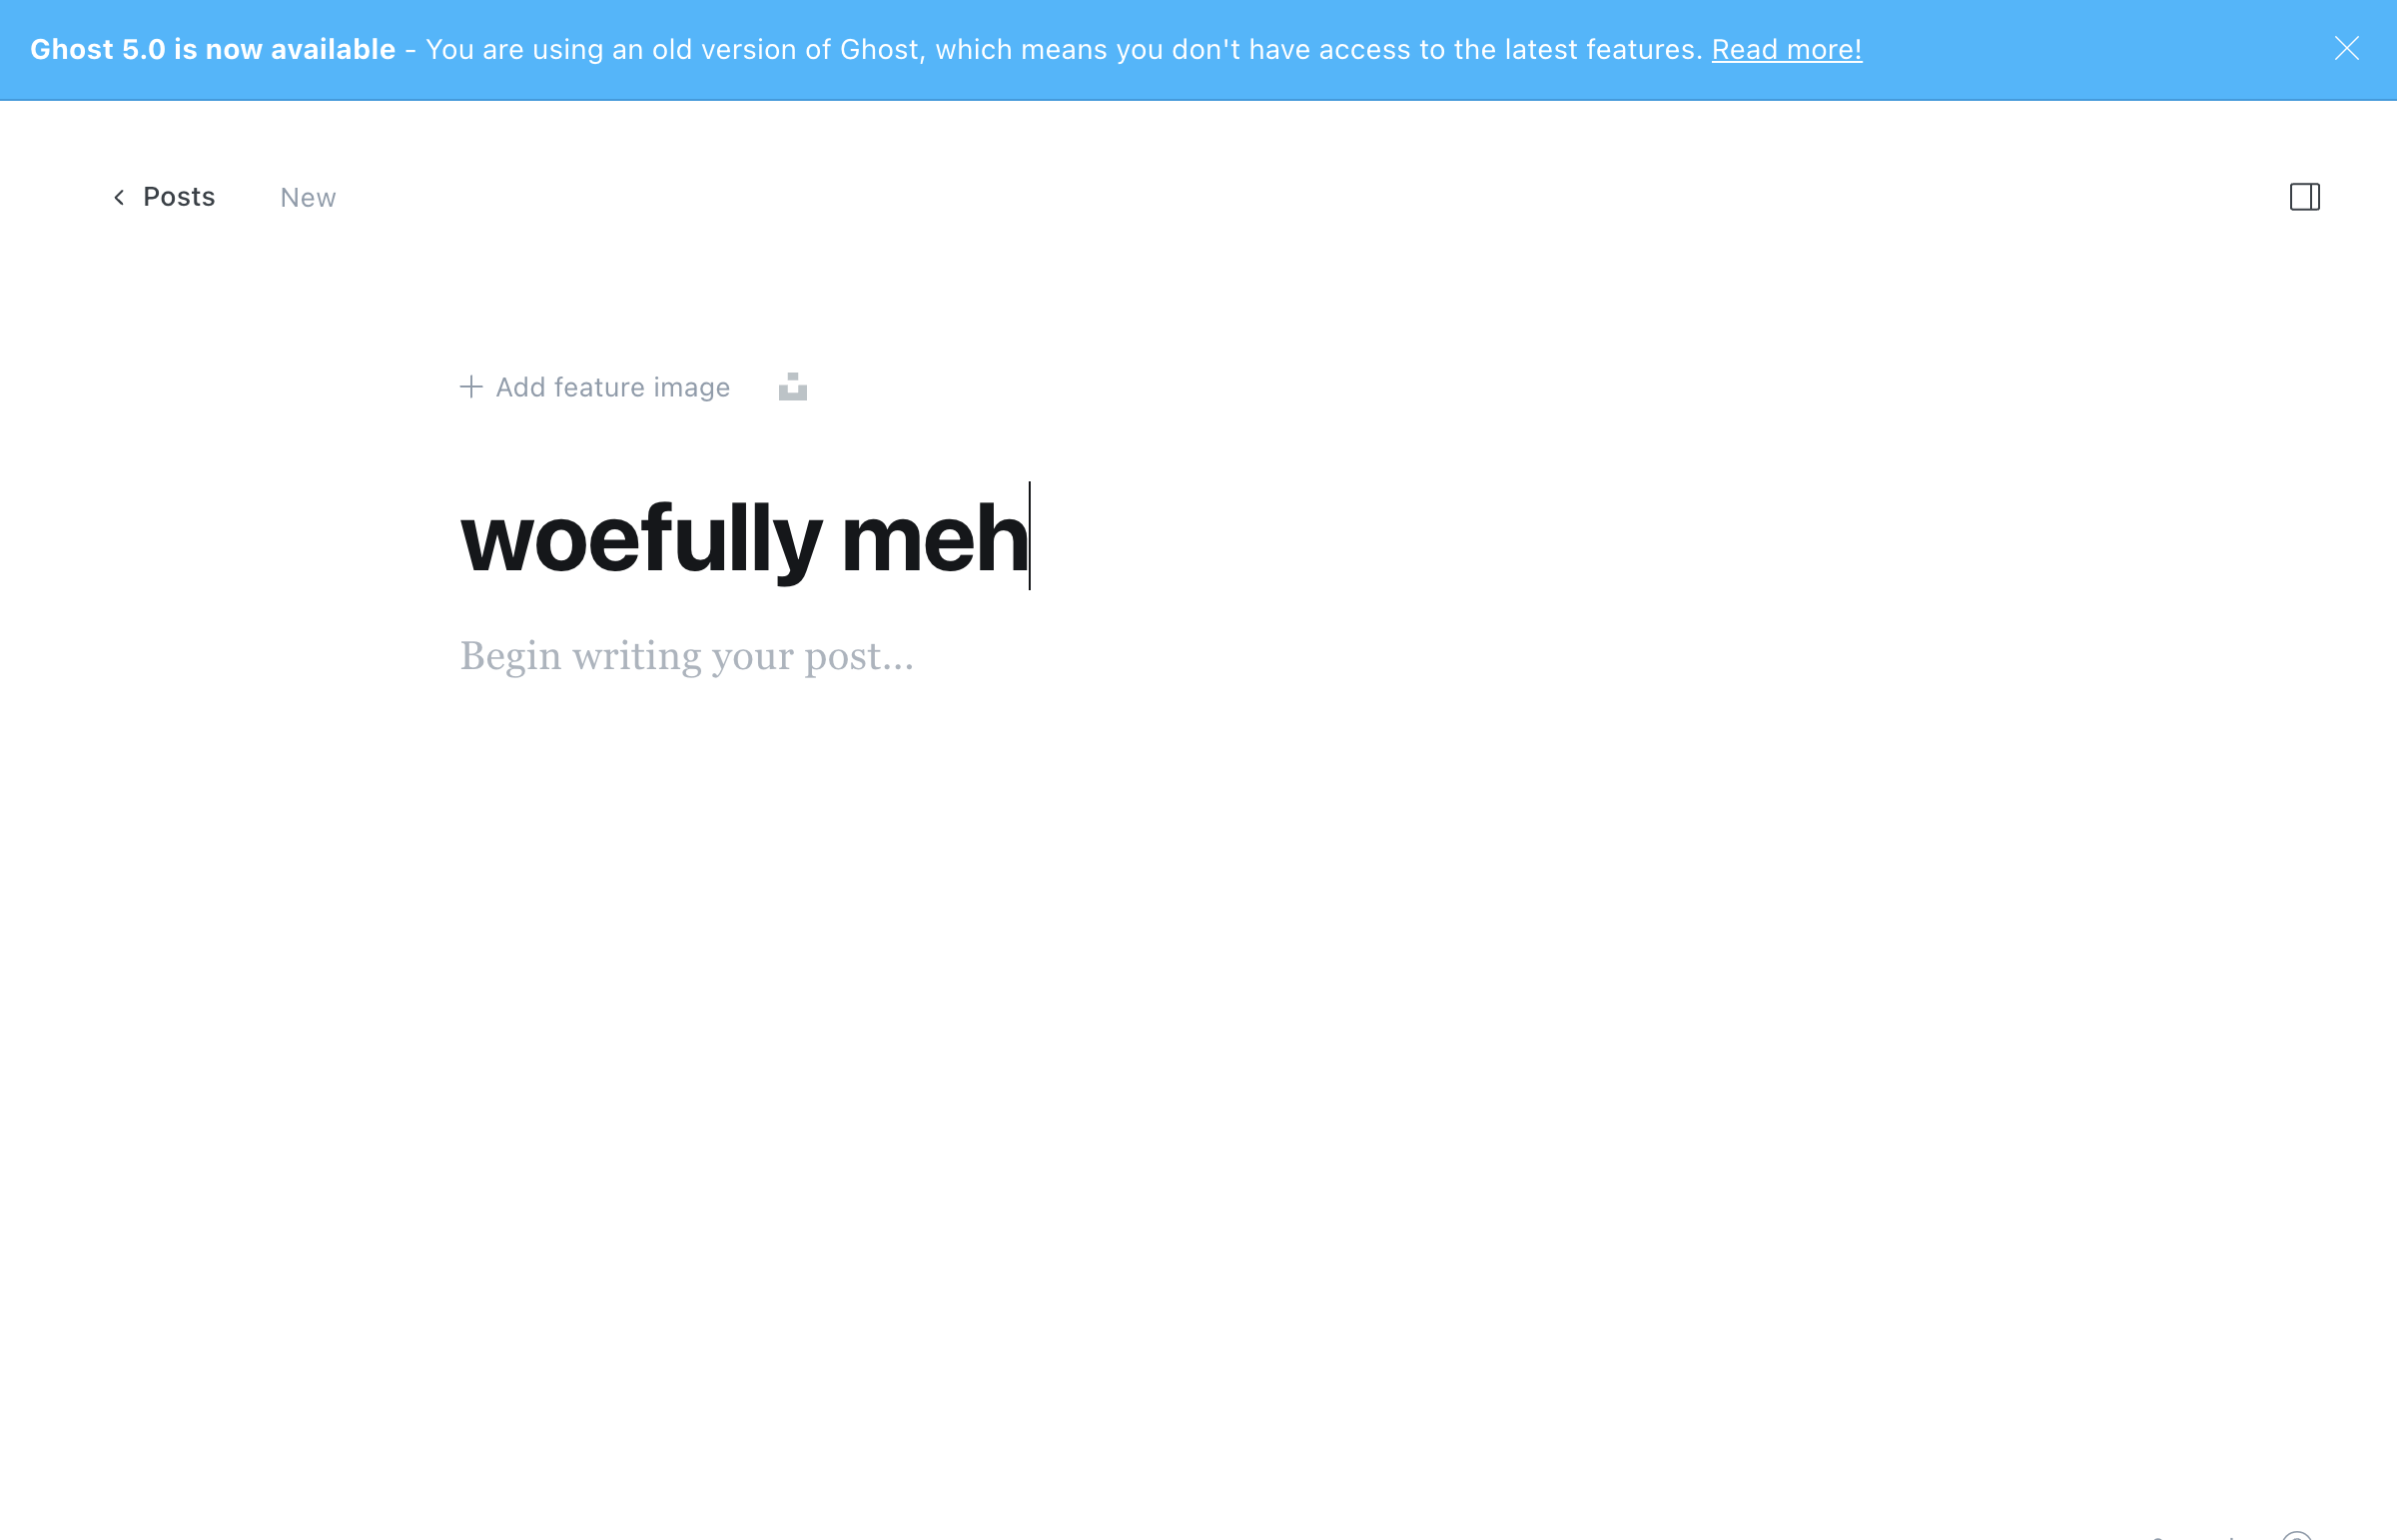 Ghost 5.0 is now available - You are using an old version of Ghost, which means you don't have access to the latest features. Read more!
Posts New
Add feature image
woefully meh
Begin writing your post...